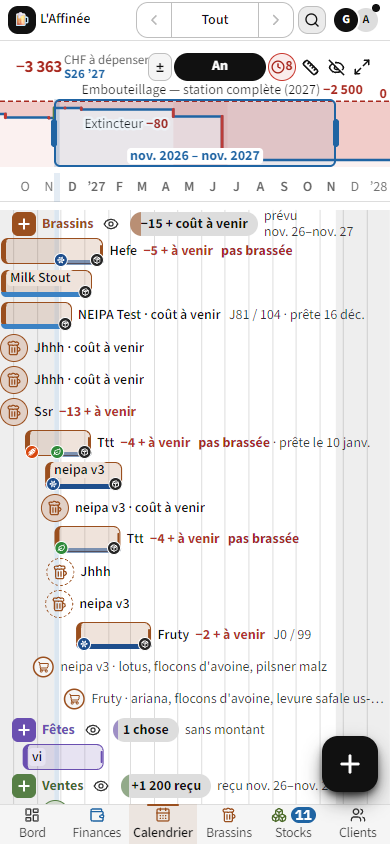 L'Affinée
Tout
G
A
−3 363
CHF à dépenser
S26 '27
±
An
8
Embouteillage — station complète (2027) −2 500
0
Extincteur −80
nov. 2026 – nov. 2027
O N D '27 F M A M J J A S O N D '28
Brassins
−15 + coût à venir
prévu
nov. 26–nov. 27
Hefe −5 + à venir pas brassée
Milk Stout
NEIPA Test · coût à venir J81 / 104 · prête 16 déc.
Jhhh · coût à venir
Jhhh · coût à venir
Ssr −13 + à venir
Ttt −4 + à venir pas brassée · prête le 10 janv.
neipa v3
neipa v3 · coût à venir
Ttt −4 + à venir pas brassée
Jhhh
neipa v3
Fruty −2 + à venir J0 / 99
neipa v3 · lotus, flocons d'avoine, pilsner malz
Fruty · ariana, flocons d'avoine, levure safale us-…
Fêtes
1 chose
sans montant
vi
Ventes
+1 200 reçu
reçu nov. 26–nov.
Bord
Finances
Calendrier
Brassins
Stocks
11
Clients